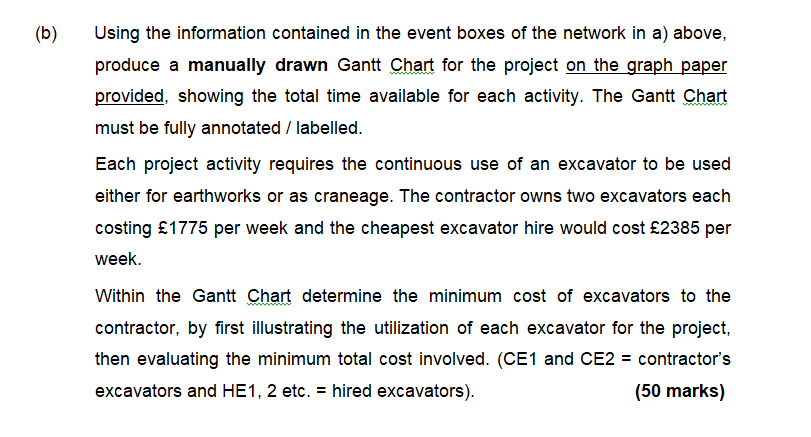 (b) Using the information contained in the event boxes of the network in a) above,
produce a manually drawn Gantt Chart for the project on the graph paper
provided, showing the total time available for each activity. The Gantt Chart
must be fully annotated / labelled.
Each project activity requires the continuous use of an excavator to be used
either for earthworks or as craneage. The contractor owns two excavators each
costing £1775 per week and the cheapest excavator hire would cost £2385 per
week.
Within the Gantt Chart determine the minimum cost of excavators to the
contractor, by first illustrating the utilization of each excavator for the project,
then evaluating the minimum total cost involved. (CE1 and CE2 = contractor's
excavators and HE1, 2 etc. = hired excavators). (50 marks)